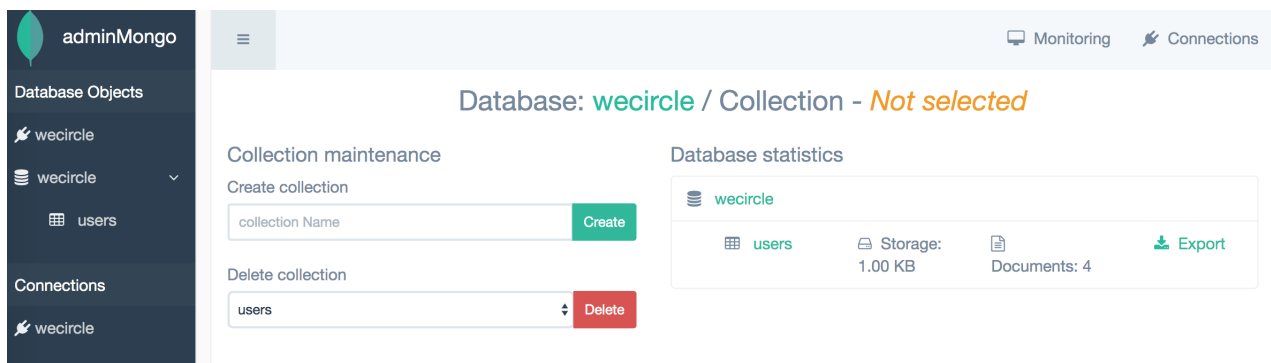 adminMongo
Monitoring
Connections
Database Objects
wecircle
wecircle
users
Connections
wecircle
Database: wecircle / Collection - Not selected
Collection maintenance
Create collection
collection Name
Create
Delete collection
users
Delete
Database statistics
wecircle
users
Storage:
1.00 KB
Documents: 4
Export